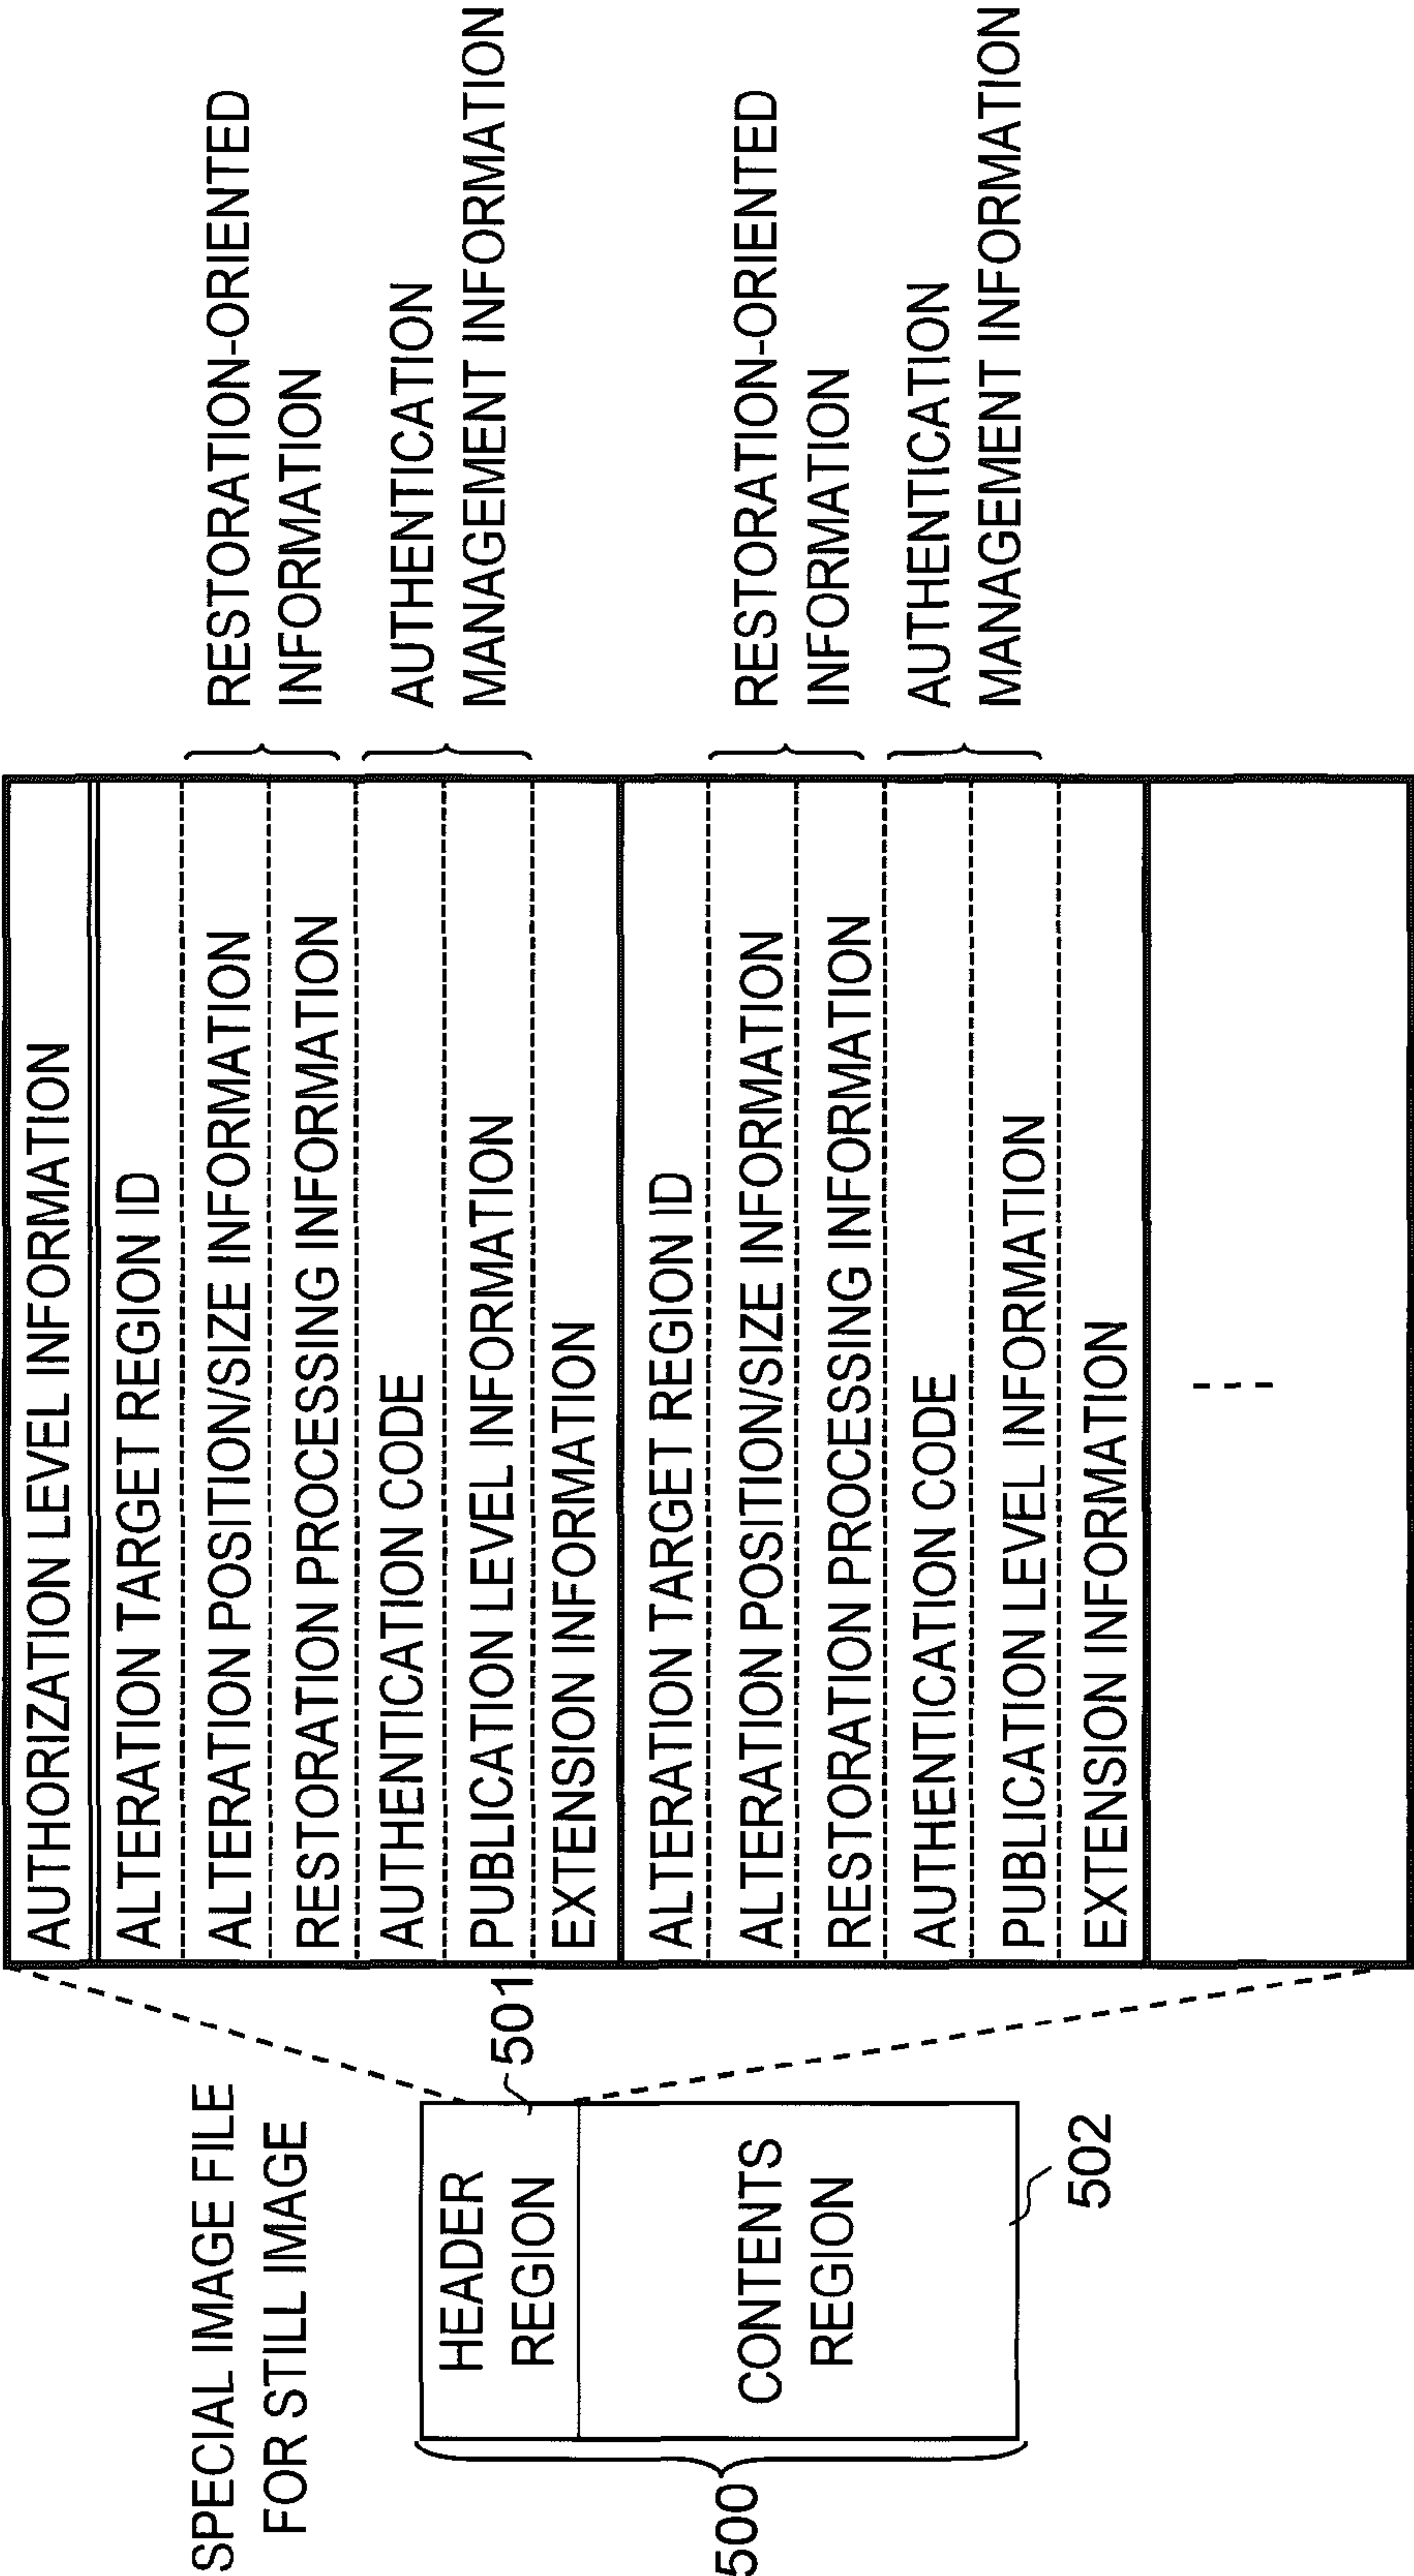 SPECIAL IMAGE FILE
FOR STILL IMAGE
500
HEADER
REGION
501
CONTENTS
REGION
502
AUTHORIZATION LEVEL INFORMATION
ALTERATION TARGET REGION ID
ALTERATION POSITION/SIZE INFORMATION
RESTORATION PROCESSING INFORMATION
AUTHENTICATION CODE
PUBLICATION LEVEL INFORMATION
EXTENSION INFORMATION
ALTERATION TARGET REGION ID
ALTERATION POSITION/SIZE INFORMATION
RESTORATION PROCESSING INFORMATION
AUTHENTICATION CODE
PUBLICATION LEVEL INFORMATION
EXTENSION INFORMATION
RESTORATION-ORIENTED
INFORMATION
AUTHENTICATION
MANAGEMENT INFORMATION
RESTORATION-ORIENTED
INFORMATION
AUTHENTICATION
MANAGEMENT INFORMATION